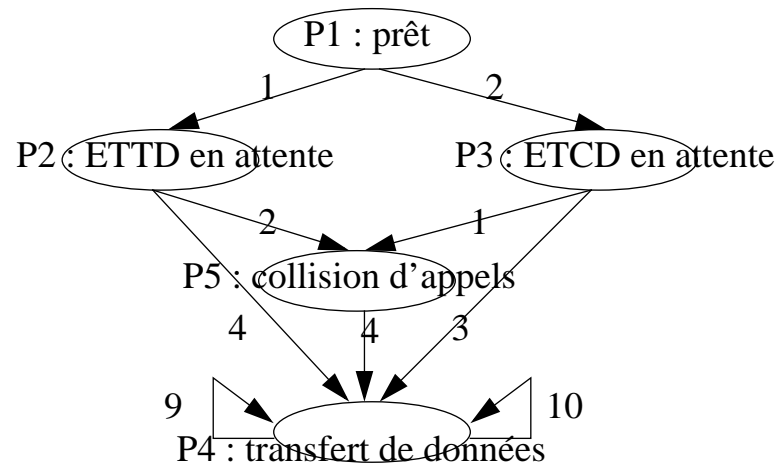 P1 : prêt
1
2
P2 : ETTD en attente
P3 : ETCD en attente
2
1
P5 : collision d’appels
4
4
3
9
10
P4 : transfert de données